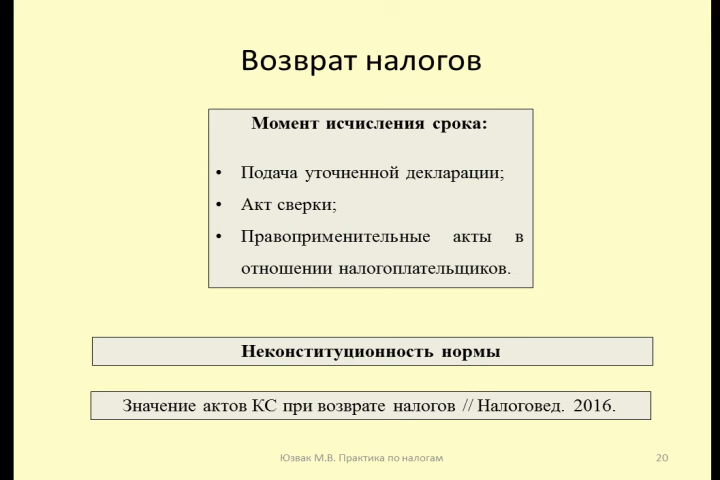 Возврат налогов
Момент исчисления срока:
• Подача уточненной декларации;
• Акт сверки;
• Правоприменительные акты в
отношении налогоплательщиков.
Неконституционность нормы
Значение актов КС при возврате налогов // Налоговед. 2016.
Юзвак М.В. Практика по налогам
20